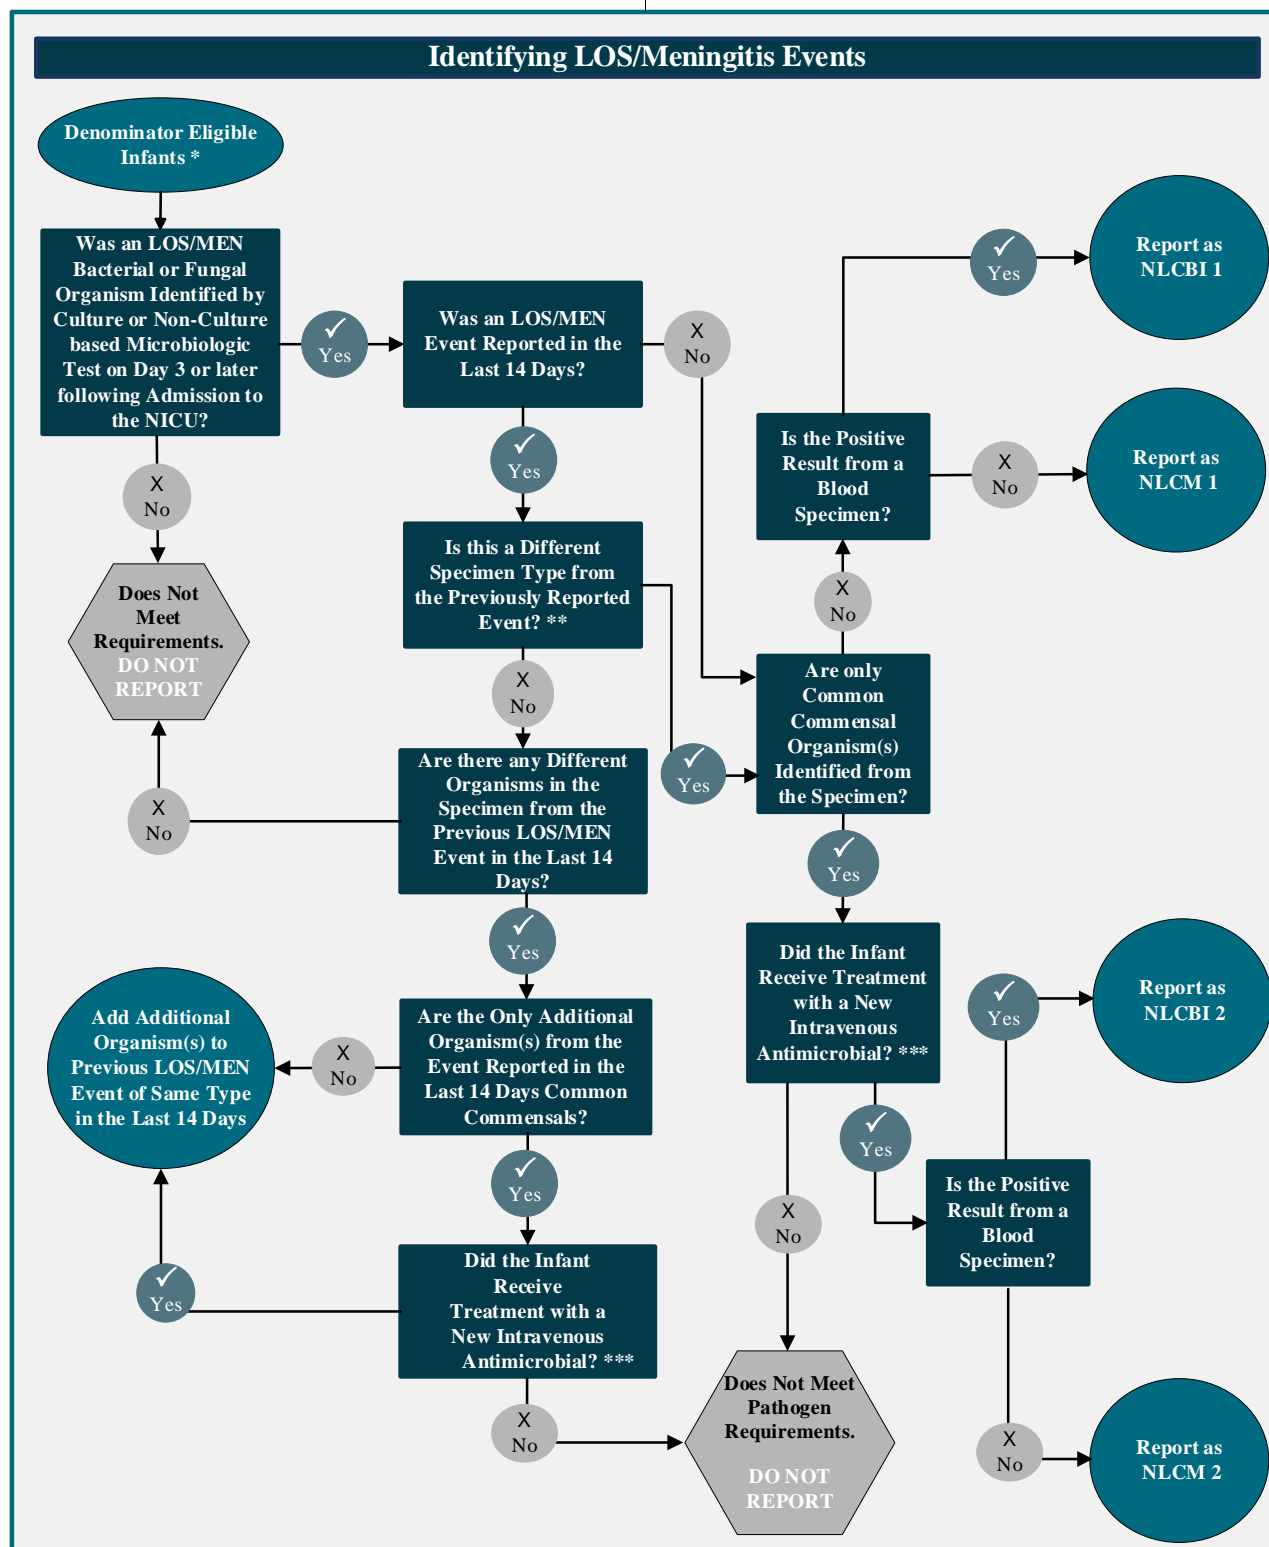 Identifying LOS/Meningitis Events
Denominator Eligible
Infants *
Was an LOS/MEN
Bacterial or Fungal
Organism Identified by
Culture or Non-Culture
based Microbiologic
Test on Day 3 or later
following Admission to
the NICU?
✓
Yes
Was an LOS/MEN
Event Reported in the
Last 14 Days?
X
No
✓
Yes
Report as
NLCBI 1
Is the Positive
Result from a
Blood
Specimen?
X
No
Report as
NLCM 1
X
No
✓
Yes
Does Not
Meet
Requirements.
DO NOT
REPORT
Is this a Different
Specimen Type from
the Previously Reported
Event? **
X
No
X
No
✓
Yes
Are only
Common
Commensal
Organism(s)
Identified from
the Specimen?
Are there any Different
Organisms in the
Specimen from the
Previous LOS/MEN
Event in the Last 14
Days?
X
No
✓
Yes
✓
Yes
Did the Infant
Receive Treatment
with a New
Intravenous
Antimicrobial? ***
✓
Yes
Report as
NLCBI 2
Add Additional
Organism(s) to
Previous LOS/MEN
Event of Same Type
in the Last 14 Days
X
No
Are the Only Additional
Organism(s) from the
Event Reported in the
Last 14 Days Common
Commensals?
✓
Yes
✓
Yes
X
No
Is the Positive
Result from a
Blood
Specimen?
✓
Yes
Did the Infant
Receive
Treatment with a
New Intravenous
Antimicrobial? ***
X
No
Does Not Meet
Pathogen
Requirements.
DO NOT
REPORT
X
No
Report as
NLCM 2